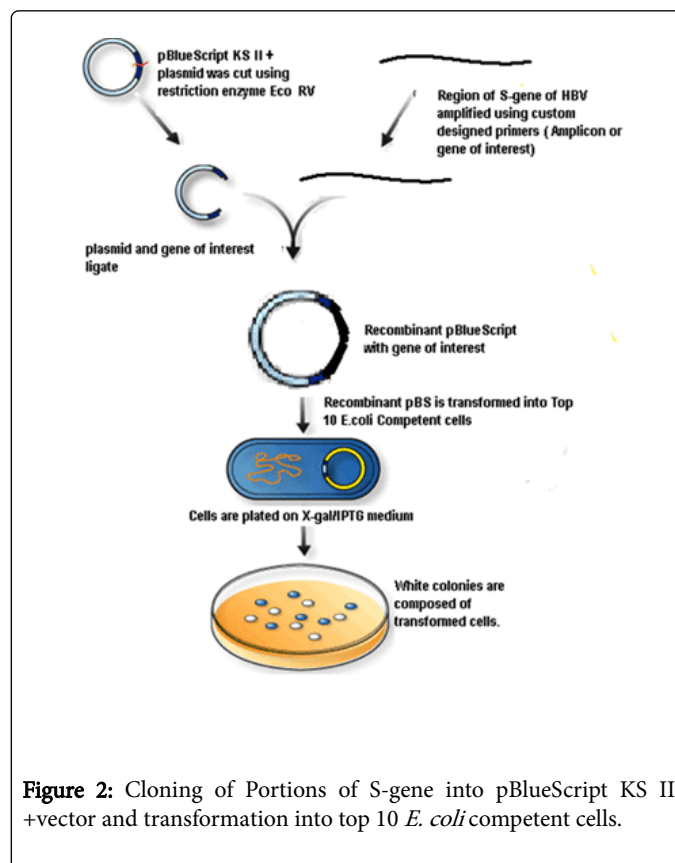 pBlueScript KS II +
plasmid was cut using
restriction enzyme Eco RV
Region of S-gene of HBV
amplified using custom
designed primers ( Amplicon or
gene of interest)
plasmid and gene of interest
ligate
Recombinant pBlueScript
with gene of interest
Recombinant pBS is transformed into Top
10 E.coli Competent cells
Cells are plated on X-gal/IPTG medium
White colonies are
composed of
transformed cells.
Figure 2: Cloning of Portions of S-gene into pBlueScript KS II
+vector and transformation into top 10 E. coli competent cells.